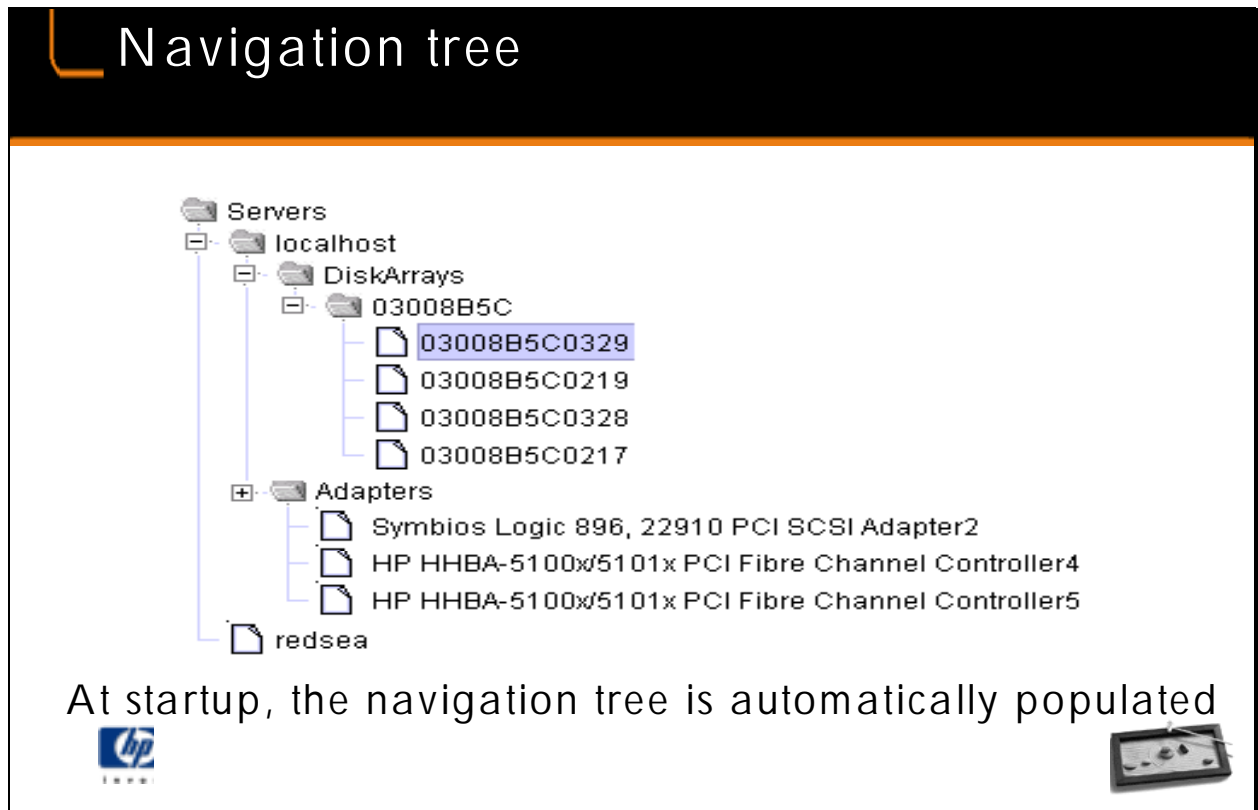 Navigation tree
Servers
localhost
DiskArrays
03008B5C
03008B5C0329
03008B5C0219
03008B5C0328
03008B5C0217
Adapters
Symbios Logic 896, 22910 PCI SCSI Adapter2
HP HHBA-5100x/5101x PCI Fibre Channel Controller4
HP HHBA-5100x/5101x PCI Fibre Channel Controller5
redsea
At startup, the navigation tree is automatically populated
hp